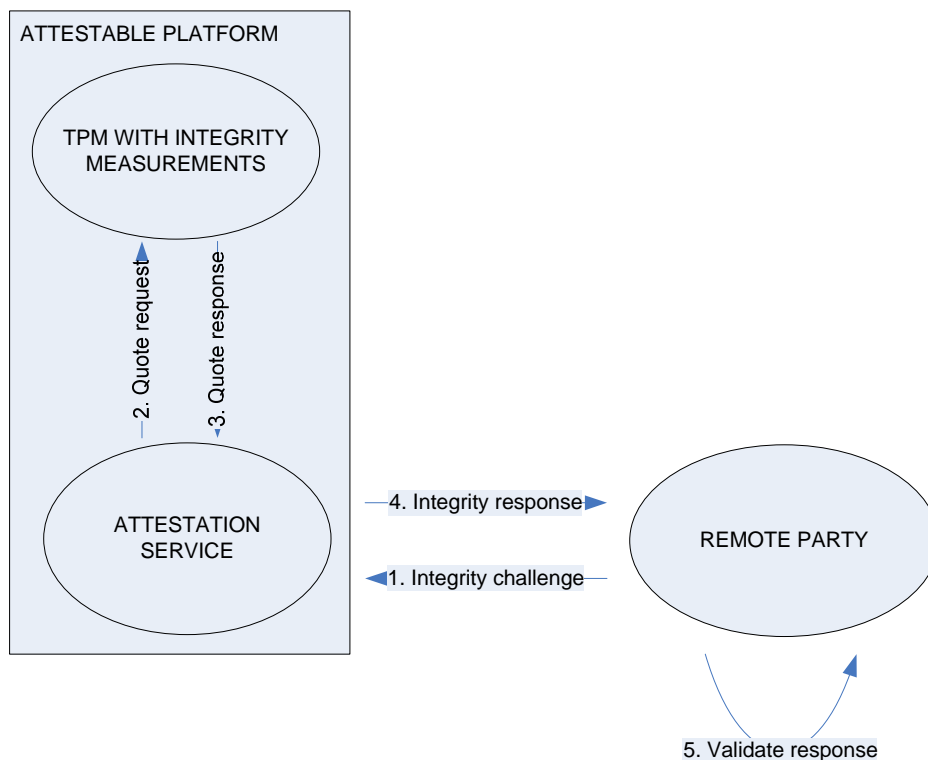 ATTESTABLE PLATFORM
TPM WITH INTEGRITY
MEASUREMENTS
2. Quote request
3. Quote response
ATTESTATION
SERVICE
4. Integrity response
1. Integrity challenge
REMOTE PARTY
5. Validate response